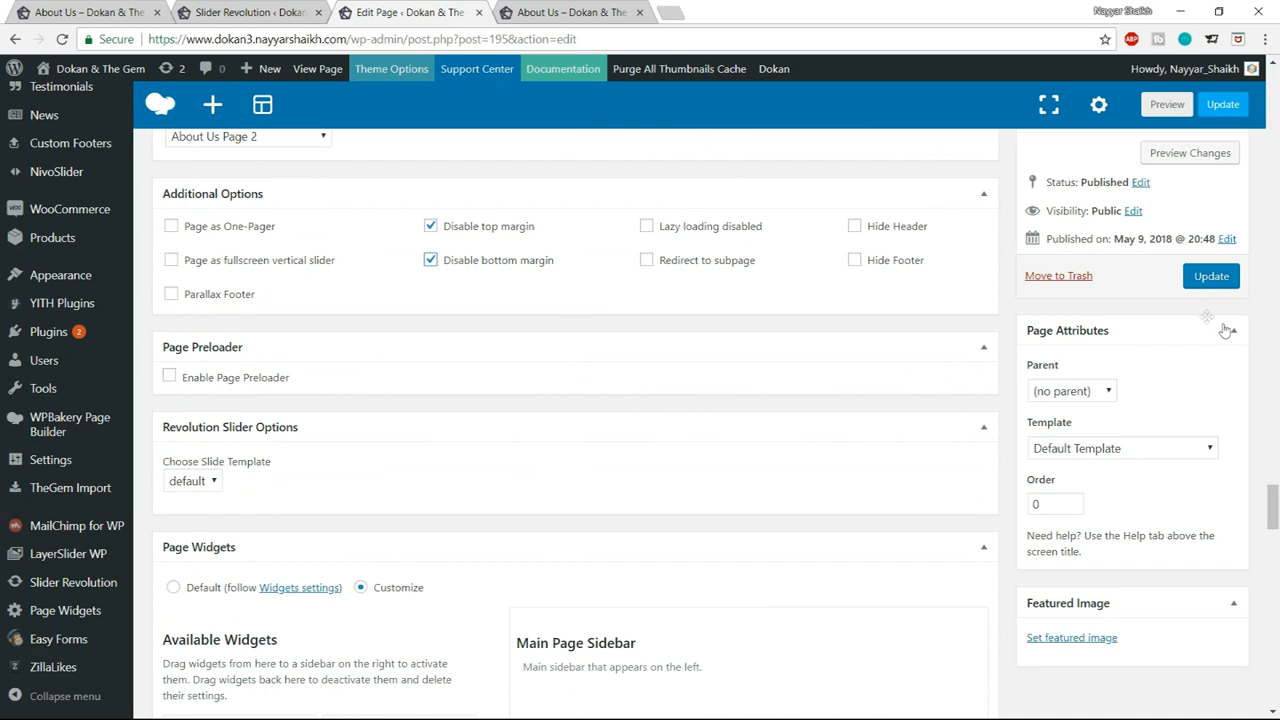 About Us – Dokan & The
Slider Revolution ‹ Dokan
Edit Page ‹ Dokan & The
About Us – Dokan & The
Nayyar Shaikh
Secure
https://www.dokan3.nayyarshaikh.com/wp-admin/post.php?post=195&action=edit
ABP
Dokan & The Gem
2
0
New
View Page
Theme Options
Support Center
Documentation
Purge All Thumbnails Cache
Dokan
Howdy, Nayyar_Shaikh
Testimonials
News
Custom Footers
NivoSlider
WooCommerce
Products
Appearance
YITH Plugins
Plugins 2
Users
Tools
WPBakery Page
Builder
Settings
TheGem Import
MailChimp for WP
LayerSlider WP
Slider Revolution
Page Widgets
Easy Forms
ZillaLikes
Collapse menu
Preview
Update
About Us Page 2
Additional Options
Page as One-Pager
Disable top margin
Lazy loading disabled
Hide Header
Page as fullscreen vertical slider
Disable bottom margin
Redirect to subpage
Hide Footer
Parallax Footer
Page Preloader
Enable Page Preloader
Revolution Slider Options
Choose Slide Template
default
Page Widgets
Default (follow Widgets settings)
Customize
Available Widgets
Drag widgets from here to a sidebar on the right to activate
them. Drag widgets back here to deactivate them and delete
their settings.
Main Page Sidebar
Main sidebar that appears on the left.
Preview Changes
Status: Published Edit
Visibility: Public Edit
Published on: May 9, 2018 @ 20:48 Edit
Move to Trash
Update
Page Attributes
Parent
(no parent)
Template
Default Template
Order
0
Need help? Use the Help tab above the
screen title.
Featured Image
Set featured image